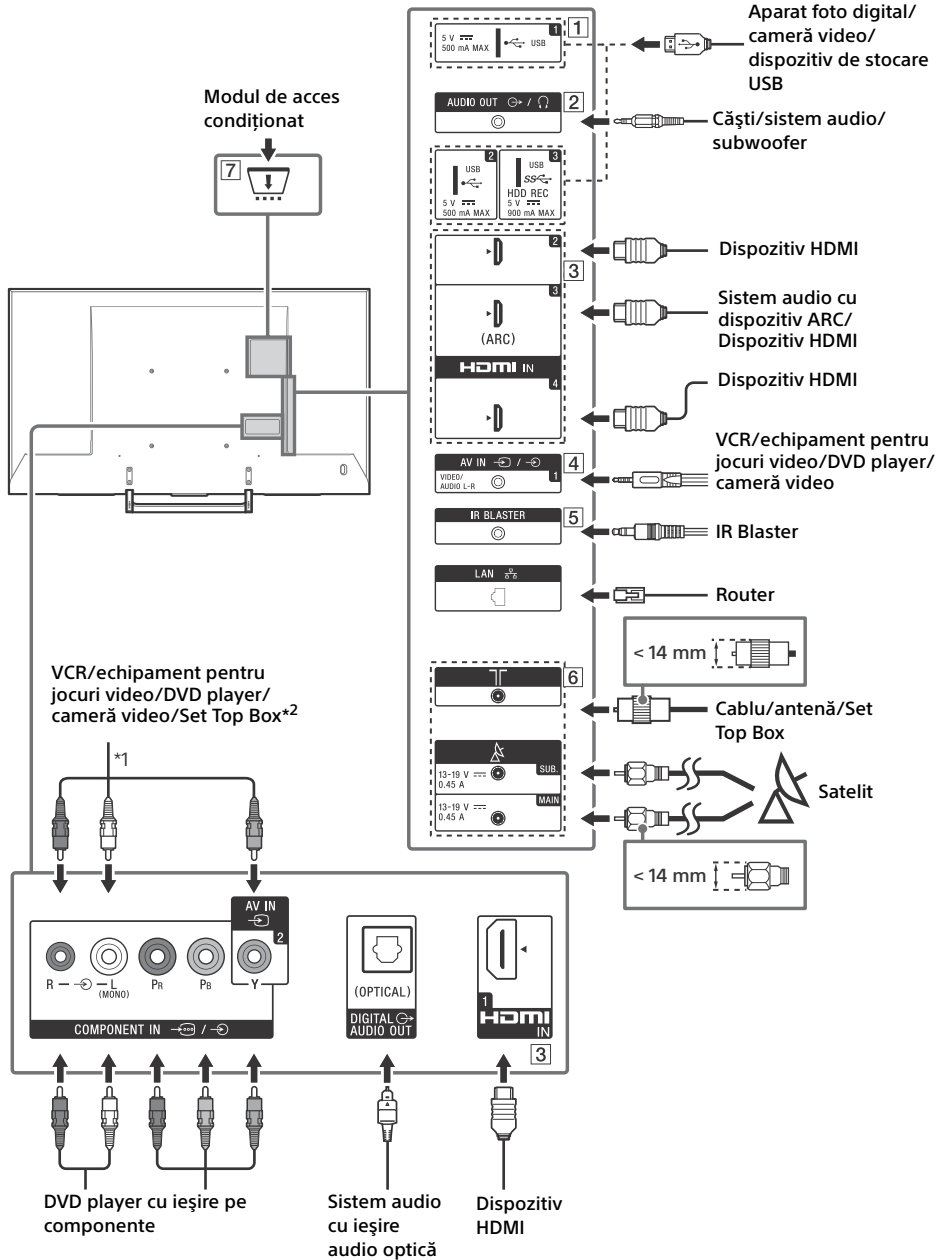 Aparat foto digital/
cameră video/
dispozitiv de stocare
USB
1
5 V
500 mA MAX
USB
1
Modul de acces
condiționat
7
AUDIO OUT /
2
Căşti/sistem audio/
subwoofer
2
USB
5 V
500 mA MAX
3
USB
SS
HDD REC
5 V
900 mA MAX
2
Dispozitiv HDMI
3
3
(ARC)
Sistem audio cu
dispozitiv ARC/
Dispozitiv HDMI
HDMI IN
4
Dispozitiv HDMI
AV IN /
VIDEO/
AUDIO L-R
1
4
VCR/echipament pentru
jocuri video/DVD player/
cameră video
IR BLASTER
5
IR Blaster
LAN
Router
< 14 mm
6
Cablu/antenă/Set
Top Box
13-19 V
0.45 A
SUB.
13-19 V
0.45 A
MAIN
Satelit
< 14 mm
VCR/echipament pentru
jocuri video/DVD player/
cameră video/Set Top Box*2
*1
AV IN
2
R L
(MONO)
PR PB Y
COMPONENT IN /
(OPTICAL)
DIGITAL
AUDIO OUT
1
HDMI
IN
3
DVD player cu ieşire pe
componente
Sistem audio
cu ieşire
audio optică
Dispozitiv
HDMI